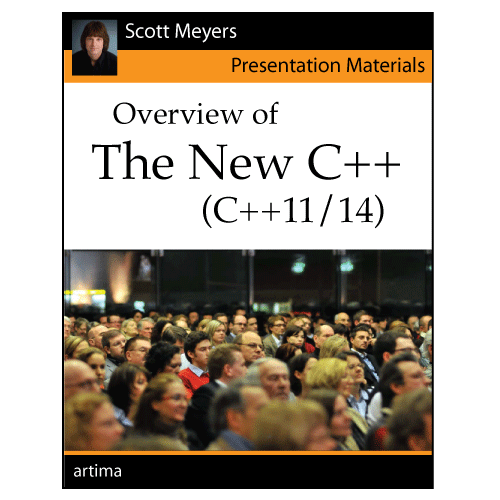 Scott Meyers
Presentation Materials
Overview of
The New C++
(C++11/14)
artima